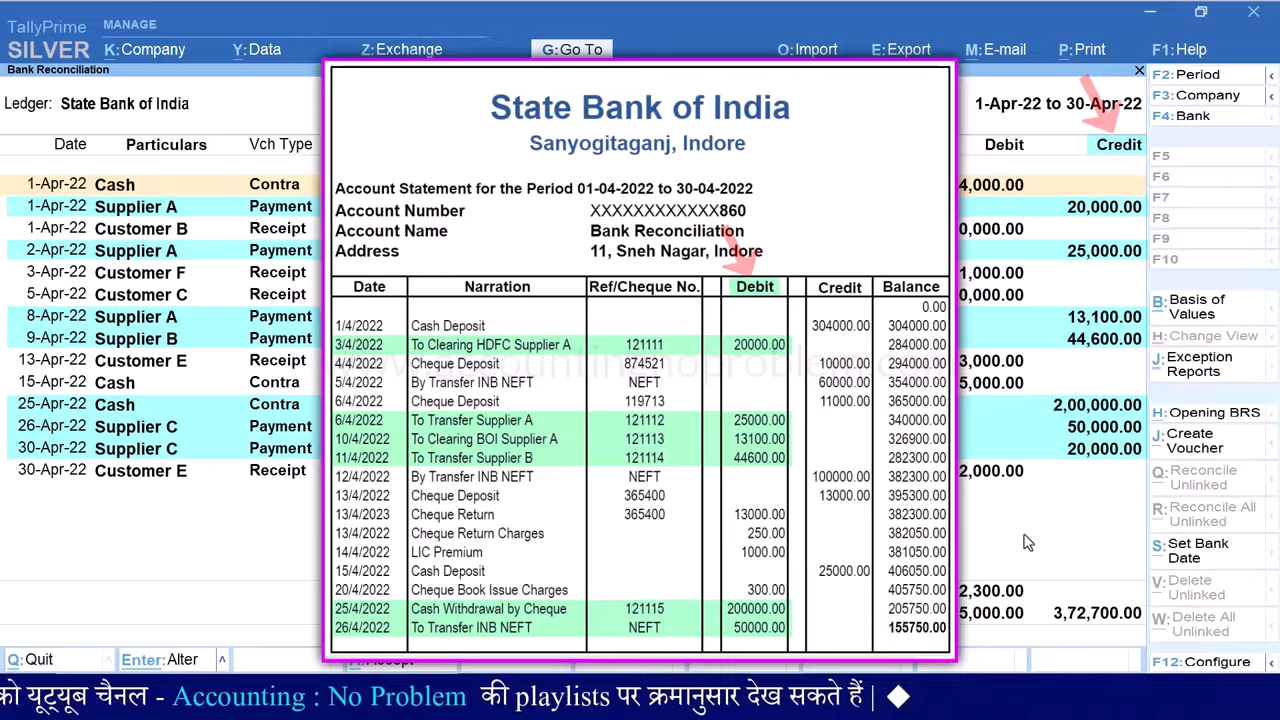 TallyPrime MANAGE
SILVER K:Company Y:Data Z:Exchange G:Go To O:Import E:Export M:E-mail P:Print F1:Help
Bank Reconciliation
Ledger: State Bank of India 1-Apr-22 to 30-Apr-22
Date Particulars Vch Type Debit Credit
1-Apr-22 Cash Contra 4,000.00
1-Apr-22 Supplier A Payment 20,000.00
1-Apr-22 Customer B Receipt 0,000.00
2-Apr-22 Supplier A Payment 25,000.00
3-Apr-22 Customer F Receipt 1,000.00
5-Apr-22 Customer C Receipt 0,000.00
8-Apr-22 Supplier A Payment 13,100.00
9-Apr-22 Supplier B Payment 44,600.00
13-Apr-22 Customer E Receipt 3,000.00
15-Apr-22 Cash Contra 5,000.00
25-Apr-22 Cash Contra 2,00,000.00
26-Apr-22 Supplier C Payment 50,000.00
30-Apr-22 Supplier C Payment 20,000.00
30-Apr-22 Customer E Receipt 2,000.00
2,300.00
5,000.00 3,72,700.00
State Bank of India
Sanyogitaganj, Indore
Account Statement for the Period 01-04-2022 to 30-04-2022
Account Number XXXXXXXXXXXX860
Account Name Bank Reconciliation
Address 11, Sneh Nagar, Indore
Date Narration Ref/Cheque No. Debit Credit Balance
0.00
1/4/2022 Cash Deposit 304000.00 304000.00
3/4/2022 To Clearing HDFC Supplier A 121111 20000.00 284000.00
4/4/2022 Cheque Deposit 874521 10000.00 294000.00
5/4/2022 By Transfer INB NEFT NEFT 60000.00 354000.00
6/4/2022 Cheque Deposit 119713 11000.00 365000.00
6/4/2022 To Transfer Supplier A 121112 25000.00 340000.00
10/4/2022 To Clearing BOI Supplier A 121113 13100.00 326900.00
11/4/2022 To Transfer Supplier B 121114 44600.00 282300.00
12/4/2022 By Transfer INB NEFT NEFT 100000.00 382300.00
13/4/2022 Cheque Deposit 365400 13000.00 395300.00
13/4/2023 Cheque Return 365400 13000.00 382300.00
13/4/2022 Cheque Return Charges 250.00 382050.00
14/4/2022 LIC Premium 1000.00 381050.00
15/4/2022 Cash Deposit 25000.00 406050.00
20/4/2022 Cheque Book Issue Charges 300.00 405750.00
25/4/2022 Cash Withdrawal by Cheque 121115 200000.00 205750.00
26/4/2022 To Transfer INB NEFT NEFT 50000.00 155750.00
F2:Period
F3:Company
F4:Bank
F5
F6
F7
F8
F9
F10
B:Basis of
Values
H:Change View
J:Exception
Reports
H:Opening BRS
J:Create
Voucher
Q:Reconcile
Unlinked
R:Reconcile All
Unlinked
S:Set Bank
Date
V:Delete
Unlinked
W:Delete All
Unlinked
F12:Configure
Q:Quit Enter:Alter
को यूट्यूब चैनल - Accounting : No Problem की playlists पर क्रमानुसार देख सकते हैं | ◆